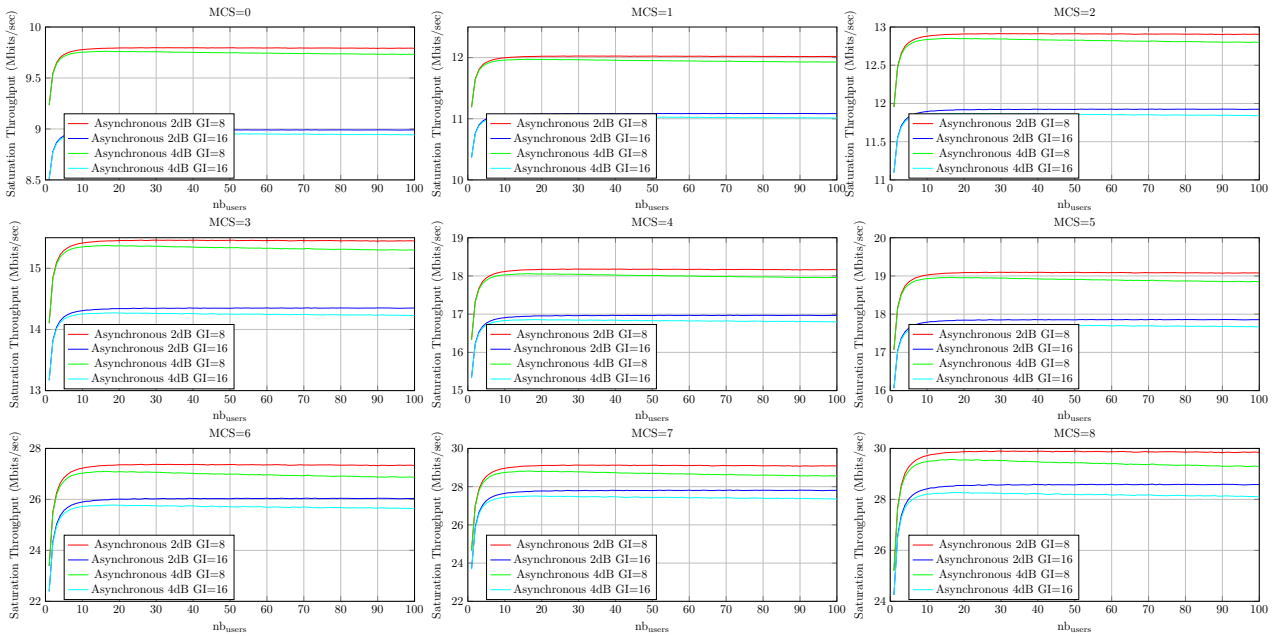 MCS=0
Saturation Throughput (Mbits/sec)
10
9.5
9
8.5
Asynchronous 2dB GI=8
Asynchronous 2dB GI=16
Asynchronous 4dB GI=8
Asynchronous 4dB GI=16
0 10 20 30 40 50 60 70 80 90 100
nb_users
MCS=1
Saturation Throughput (Mbits/sec)
12
11
10
Asynchronous 2dB GI=8
Asynchronous 2dB GI=16
Asynchronous 4dB GI=8
Asynchronous 4dB GI=16
0 10 20 30 40 50 60 70 80 90 100
nb_users
MCS=2
Saturation Throughput (Mbits/sec)
13
12.5
12
11.5
11
Asynchronous 2dB GI=8
Asynchronous 2dB GI=16
Asynchronous 4dB GI=8
Asynchronous 4dB GI=16
0 10 20 30 40 50 60 70 80 90 100
nb_users
MCS=3
Saturation Throughput (Mbits/sec)
15
14
13
Asynchronous 2dB GI=8
Asynchronous 2dB GI=16
Asynchronous 4dB GI=8
Asynchronous 4dB GI=16
0 10 20 30 40 50 60 70 80 90 100
nb_users
MCS=4
Saturation Throughput (Mbits/sec)
19
18
17
16
15
Asynchronous 2dB GI=8
Asynchronous 2dB GI=16
Asynchronous 4dB GI=8
Asynchronous 4dB GI=16
0 10 20 30 40 50 60 70 80 90 100
nb_users
MCS=5
Saturation Throughput (Mbits/sec)
20
19
18
17
16
Asynchronous 2dB GI=8
Asynchronous 2dB GI=16
Asynchronous 4dB GI=8
Asynchronous 4dB GI=16
0 10 20 30 40 50 60 70 80 90 100
nb_users
MCS=6
Saturation Throughput (Mbits/sec)
28
26
24
22
Asynchronous 2dB GI=8
Asynchronous 2dB GI=16
Asynchronous 4dB GI=8
Asynchronous 4dB GI=16
0 10 20 30 40 50 60 70 80 90 100
nb_users
MCS=7
Saturation Throughput (Mbits/sec)
30
28
26
24
22
Asynchronous 2dB GI=8
Asynchronous 2dB GI=16
Asynchronous 4dB GI=8
Asynchronous 4dB GI=16
0 10 20 30 40 50 60 70 80 90 100
nb_users
MCS=8
Saturation Throughput (Mbits/sec)
30
28
26
24
Asynchronous 2dB GI=8
Asynchronous 2dB GI=16
Asynchronous 4dB GI=8
Asynchronous 4dB GI=16
0 10 20 30 40 50 60 70 80 90 100
nb_users